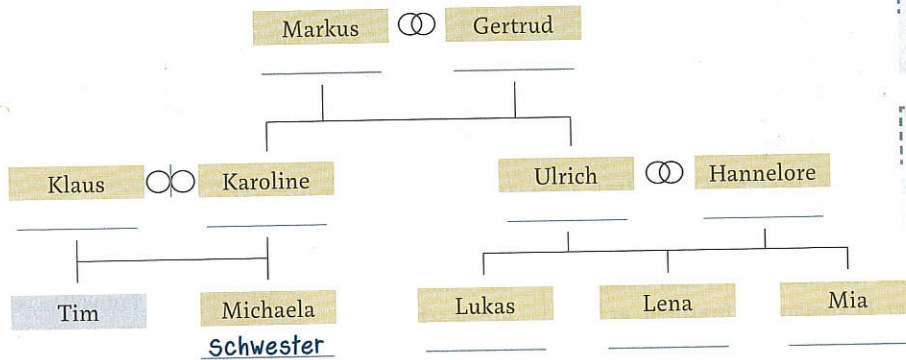 Markus Gertrud
Klaus Karoline Ulrich Hannelore
Tim Michaela Lukas Lena Mia
Schwester